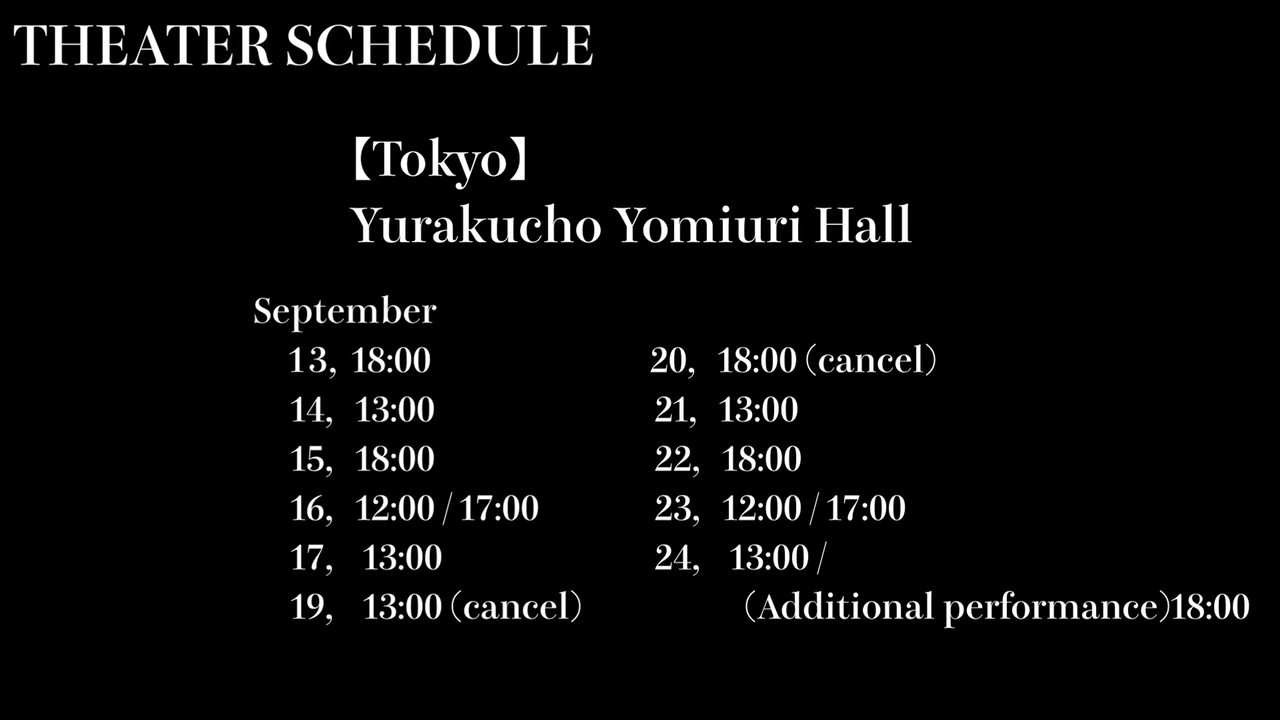 THEATER SCHEDULE
【Tokyo】
Yurakucho Yomiuri Hall
September
13, 18:00
14, 13:00
15, 18:00
16, 12:00 / 17:00
17, 13:00
19, 13:00（cancel）
20, 18:00（cancel）
21, 13:00
22, 18:00
23, 12:00 / 17:00
24, 13:00 /
（Additional performance）18:00